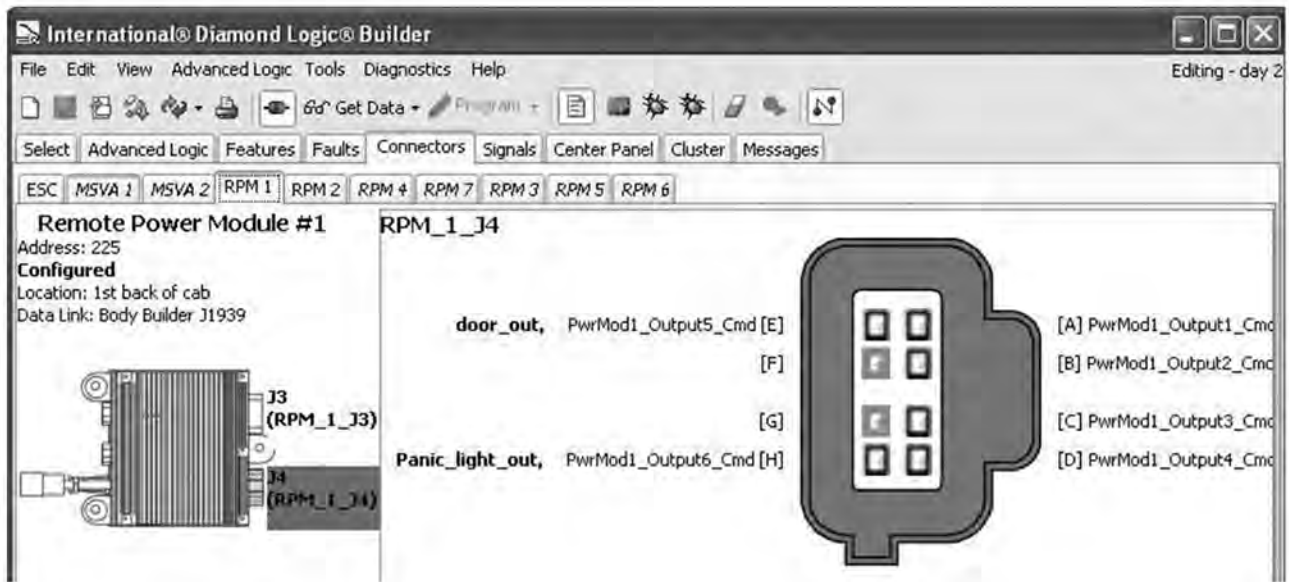 International® Diamond Logic® Builder
File Edit View Advanced Logic Tools Diagnostics Help Editing - day 2
Get Data Program
Select Advanced Logic Features Faults Connectors Signals Center Panel Cluster Messages
ESC MSVA 1 MSVA 2 RPM 1 RPM 2 RPM 4 RPM 7 RPM 3 RPM 5 RPM 6
Remote Power Module #1
Address: 225
Configured
Location: 1st back of cab
Data Link: Body Builder J1939
J3
(RPM_1_J3)
J4
(RPM_1_J4)
RPM_1_J4
door_out, PwrMod1_Output5_Cmd [E]
[F]
[G]
Panic_light_out, PwrMod1_Output6_Cmd [H]
[A] PwrMod1_Output1_Cmd
[B] PwrMod1_Output2_Cmd
[C] PwrMod1_Output3_Cmd
[D] PwrMod1_Output4_Cmd